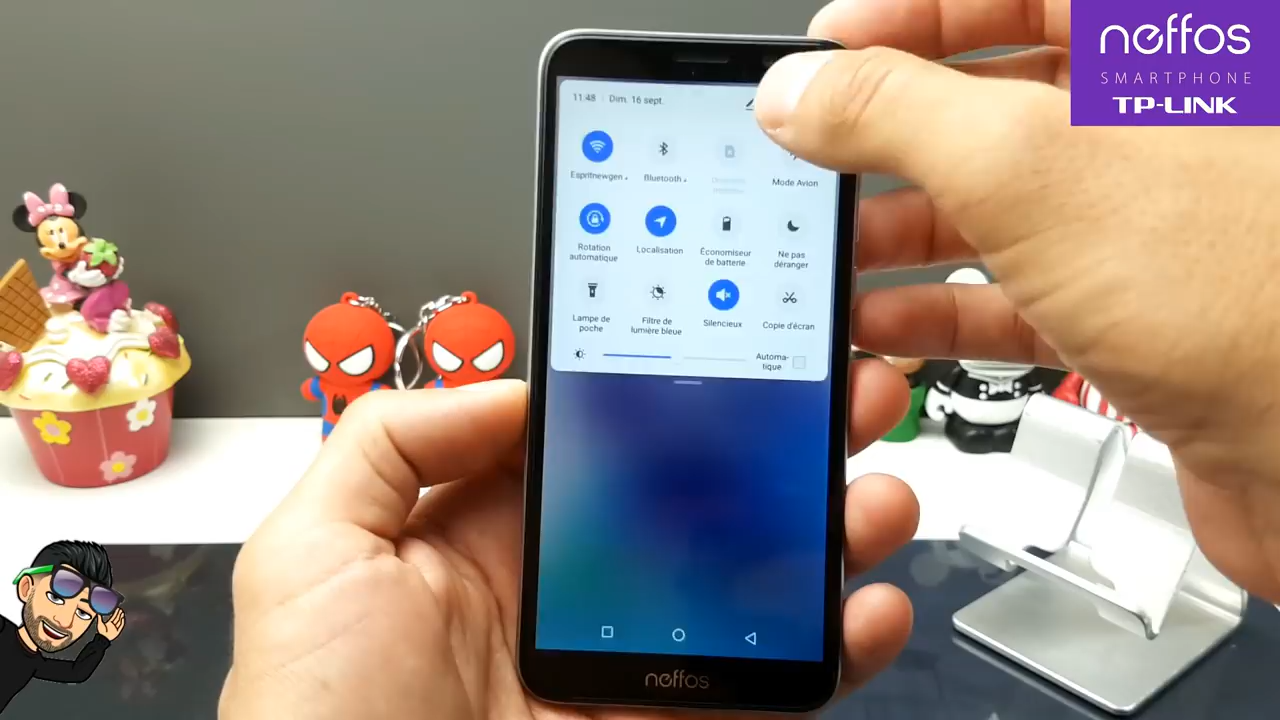 neffos
SMARTPHONE
TP-LINK
11:48 Dim. 16 sept.
Espritnewgen
Bluetooth
Mode Avion
Rotation
automatique
Localisation
Économiseur
de batterie
Ne pas
déranger
Lampe de
poche
Filtre de
lumière bleue
Silencieux
Copie d'écran
Automa-
tique
neffos